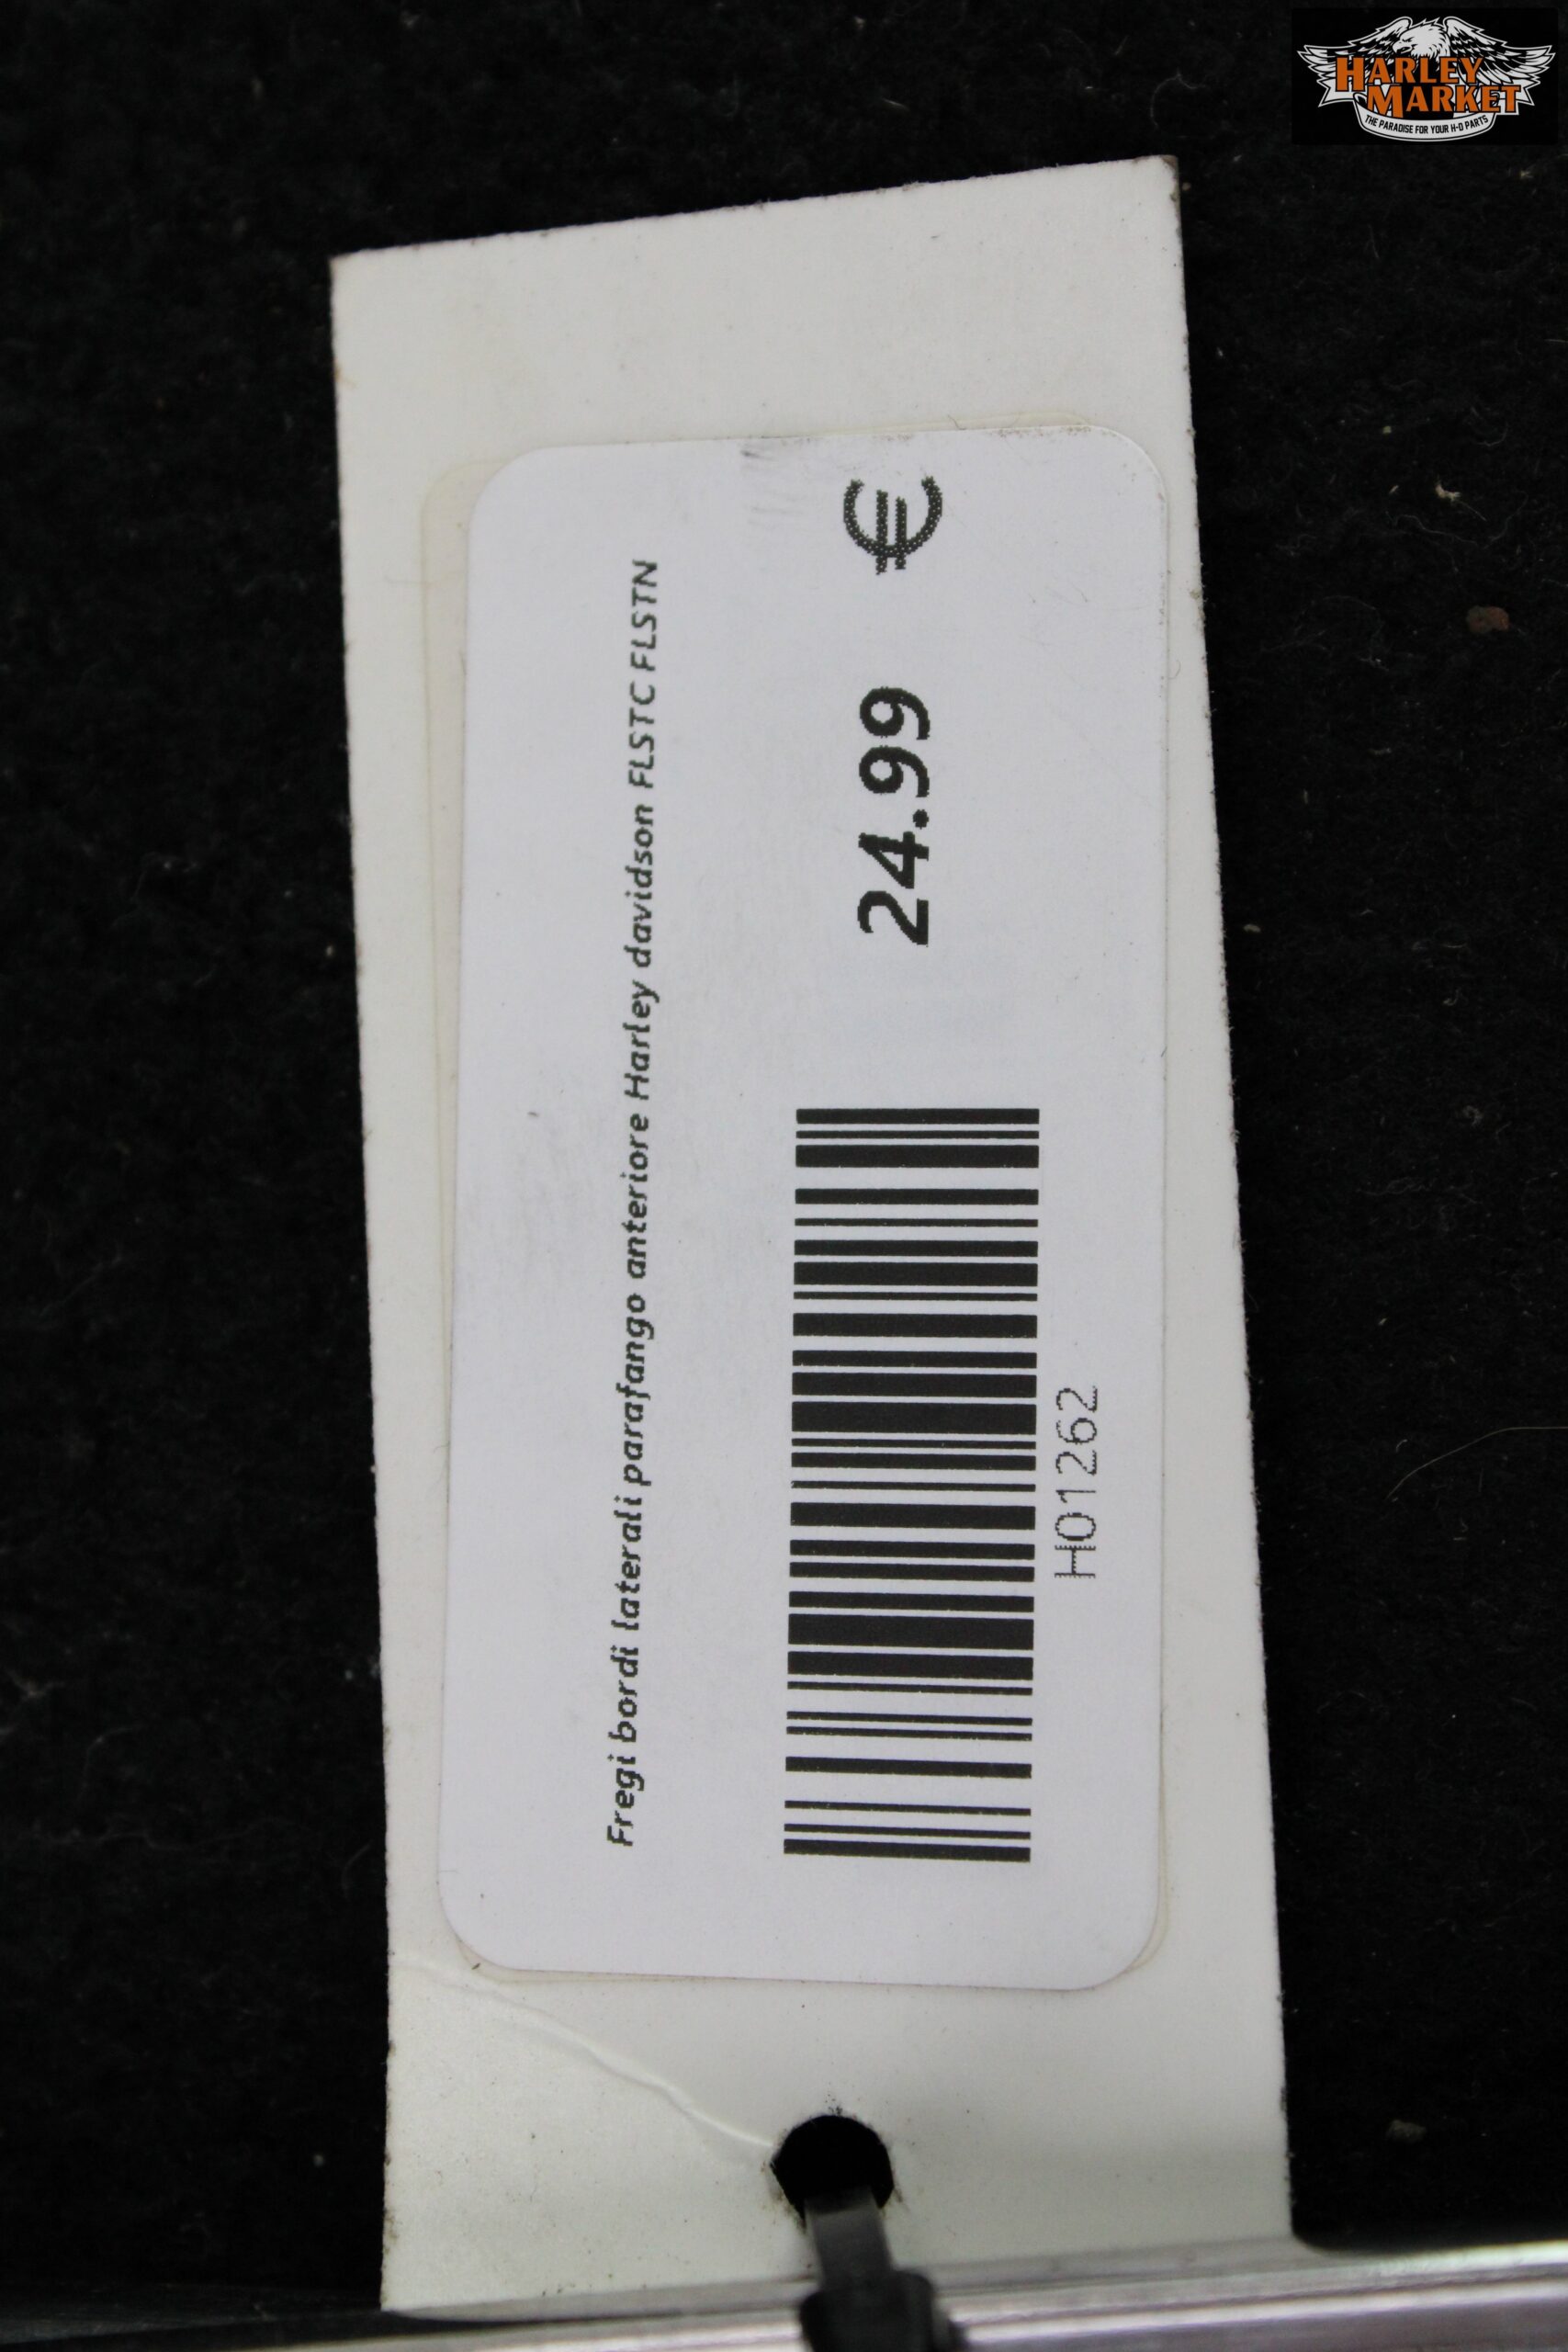 HARLEY
MARKET
THE PARADISE FOR YOUR H-D PARTS
Fregi bordi laterali parafango anteriore Harley davidson FLSTC FLSTN
24.99 €
H01262